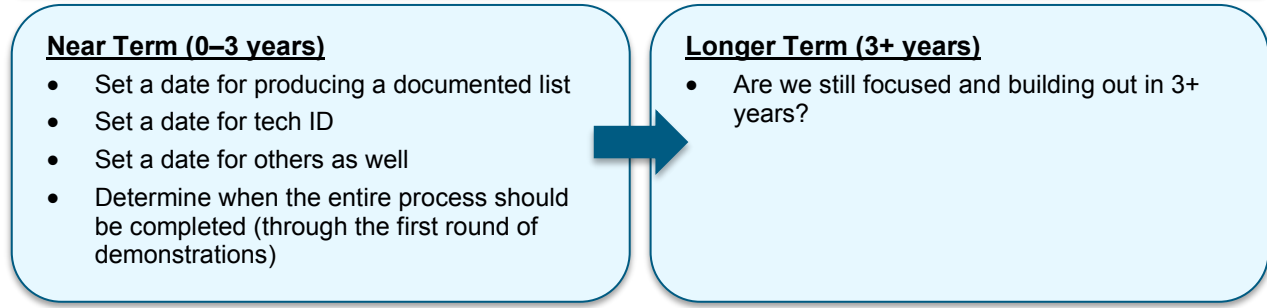 Near Term (0–3 years)
• Set a date for producing a documented list
• Set a date for tech ID
• Set a date for others as well
• Determine when the entire process should
be completed (through the first round of
demonstrations)
Longer Term (3+ years)
• Are we still focused and building out in 3+
years?